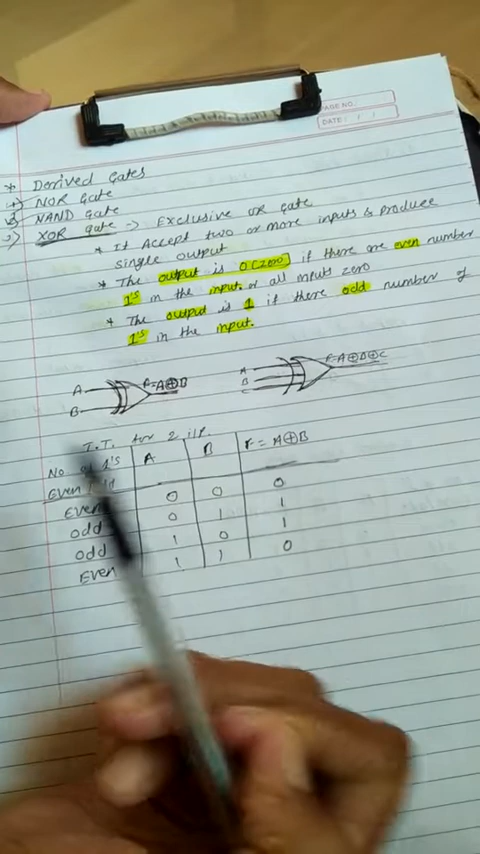 PAGE NO.
DATE: / /
* Derived Gates
1) NOR Gate
2) NAND Gate
3) XOR gate -> Exclusive OR gate
* It Accept two or more inputs & produce
single output
* The output is 0 [zero] if there are even number
1's in the input. or all inputs zero
* The output is 1 if there odd number of
1's in the input.
A B F=A⊕B
A B C F=A⊕B⊕C
T.T. for 2 i/p.
No of 1's A B F = A⊕B
Even
Even 0 0 0
odd 0 1 1
odd 1 0 1
Even 1 1 0